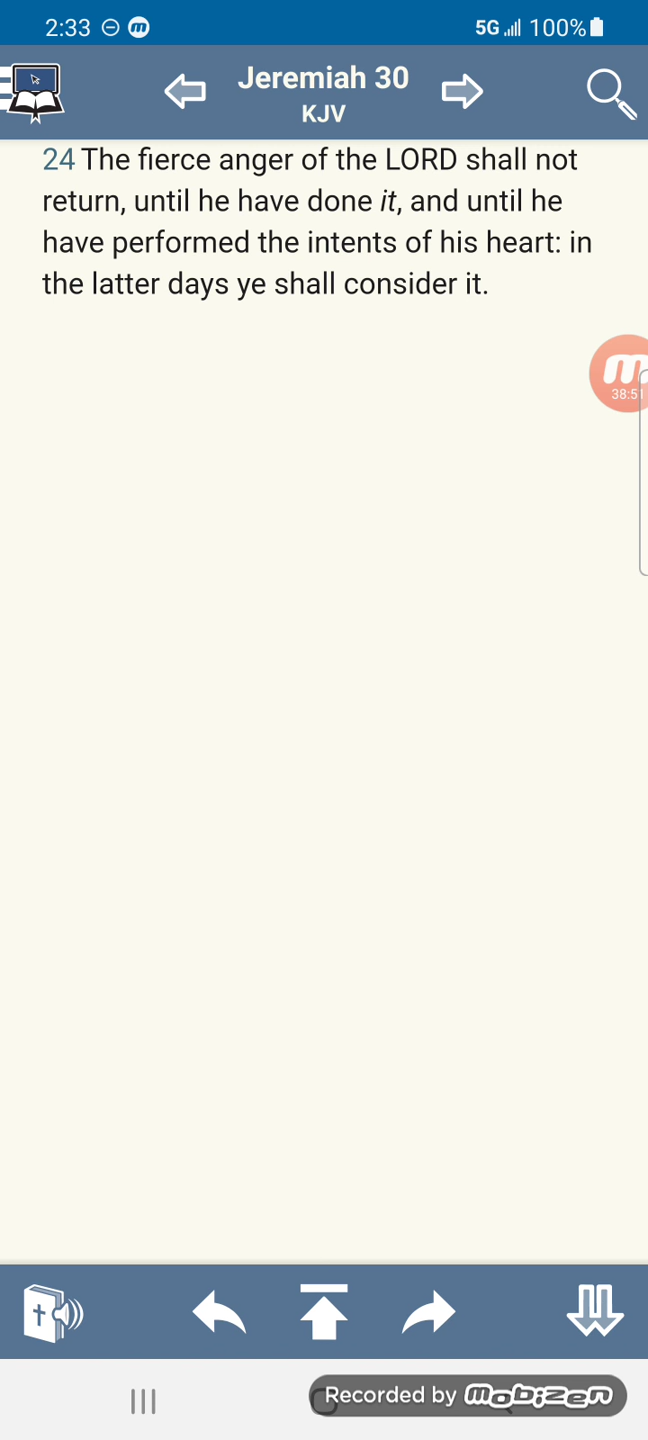 2:33 5G 100%
Jeremiah 30
KJV
24 The fierce anger of the LORD shall not
return, until he have done it, and until he
have performed the intents of his heart: in
the latter days ye shall consider it.
m
38:51
Recorded by Mobizen